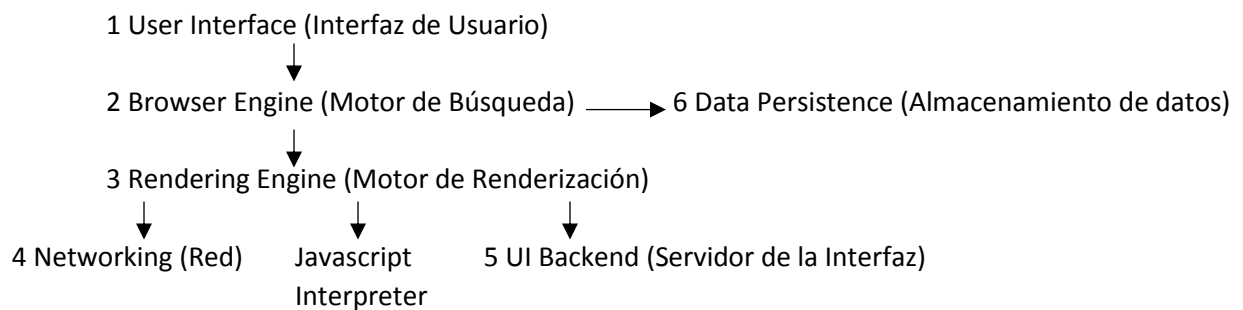 1 User Interface (Interfaz de Usuario)
2 Browser Engine (Motor de Búsqueda) 6 Data Persistence (Almacenamiento de datos)
3 Rendering Engine (Motor de Renderización)
4 Networking (Red) Javascript 5 UI Backend (Servidor de la Interfaz)
Interpreter